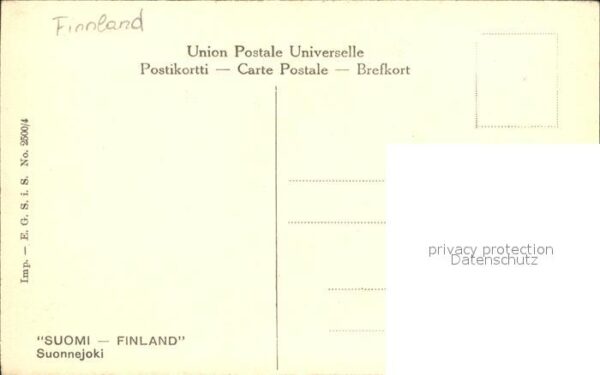 Finnland
Union Postale Universelle
Postikortti — Carte Postale — Brefkort
Imp. — E. G. S. i. S. No. 2500/4
privacy protection
Datenschutz
"SUOMI — FINLAND"
Suonnejoki